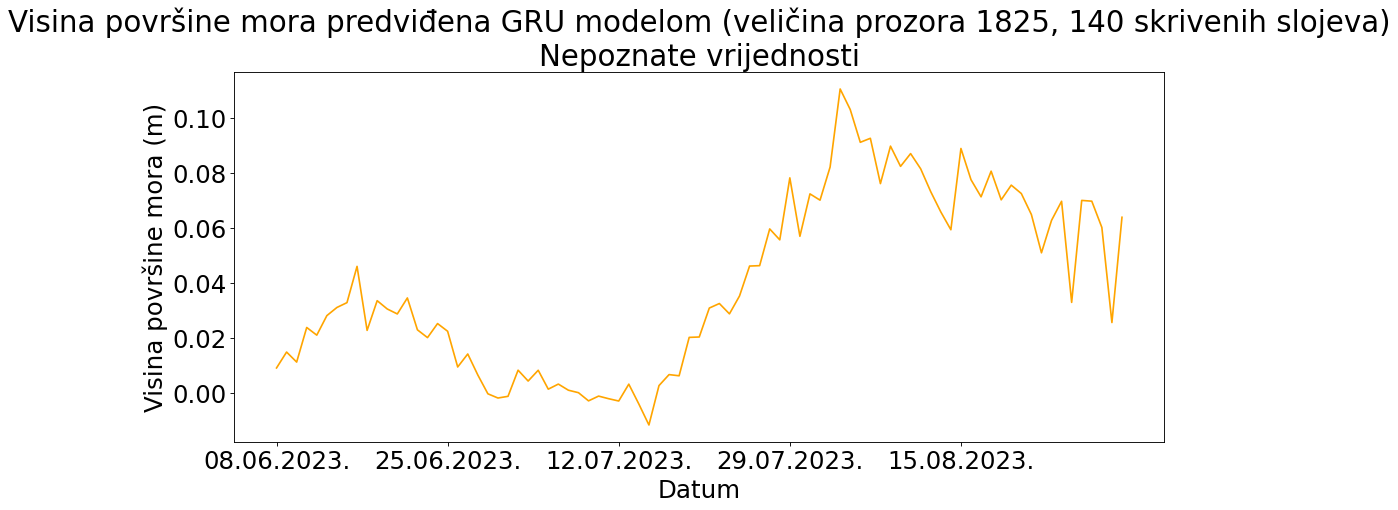 Visina površine mora predviđena GRU modelom (veličina prozora 1825, 140 skrivenih slojeva)
Nepoznate vrijednosti
Visina površine mora (m)
0.10
0.08
0.06
0.04
0.02
0.00
08.06.2023. 25.06.2023. 12.07.2023. 29.07.2023. 15.08.2023.
Datum